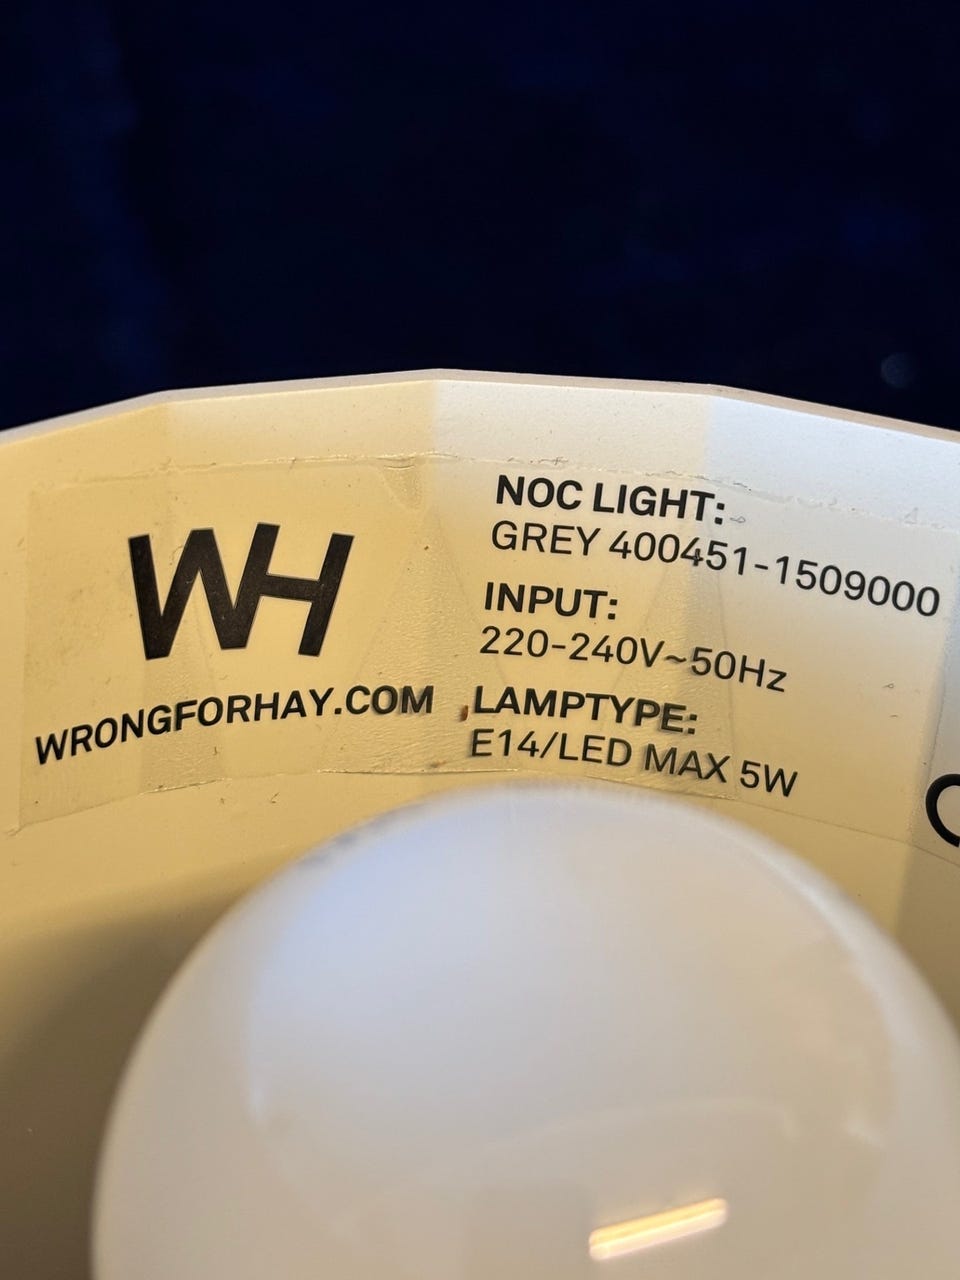 WH
WRONGFORHAY.COM
NOC LIGHT:
GREY 400451-1509000
INPUT:
220-240V~50Hz
LAMPTYPE:
E14/LED MAX 5W